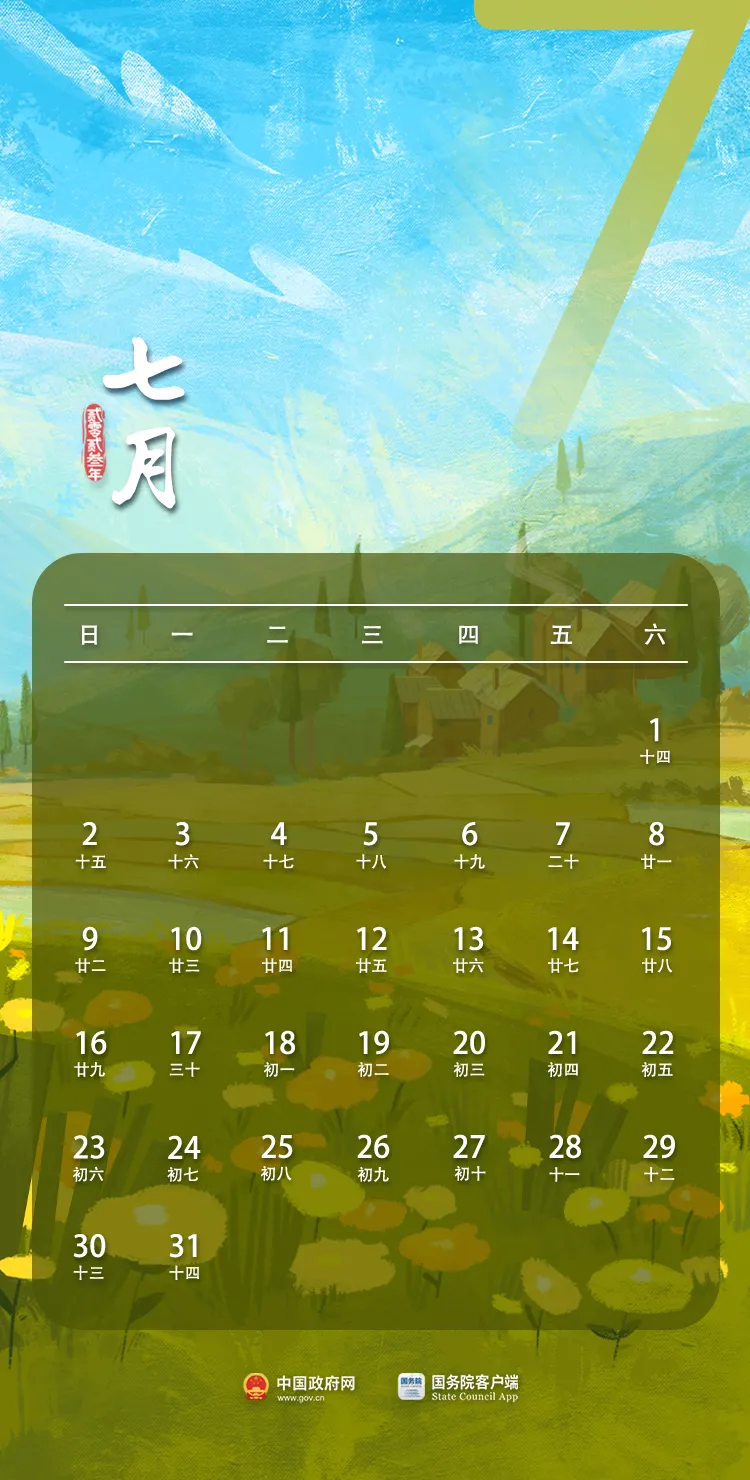 7
七月
贰零贰叁年
日 一 二 三 四 五 六
1
十四
2 3 4 5 6 7 8
十五 十六 十七 十八 十九 二十 廿一
9 10 11 12 13 14 15
廿二 廿三 廿四 廿五 廿六 廿七 廿八
16 17 18 19 20 21 22
廿九 三十 初一 初二 初三 初四 初五
23 24 25 26 27 28 29
初六 初七 初八 初九 初十 十一 十二
30 31
十三 十四
中国政府网 国务院 国务院客户端
www.gov.cn State Council App